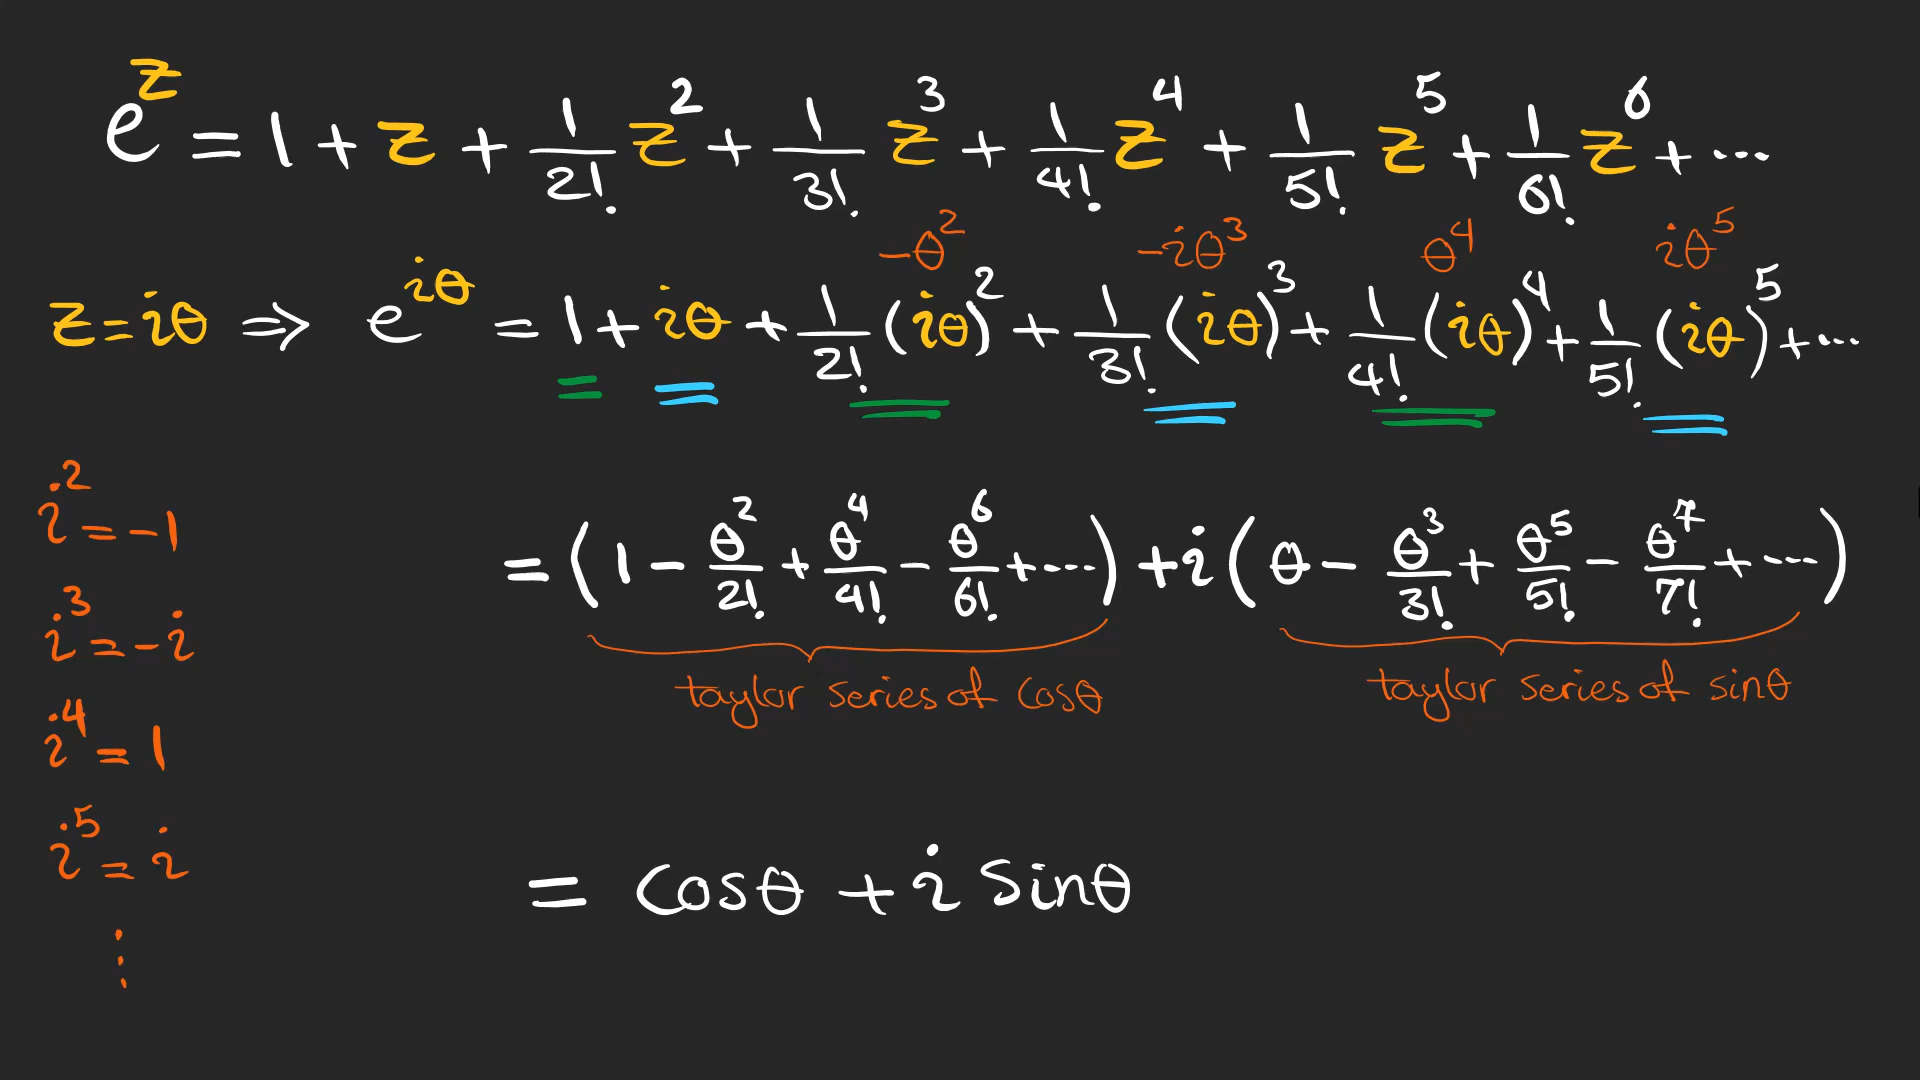 e^z = 1 + z + 1/2! z^2 + 1/3! z^3 + 1/4! z^4 + 1/5! z^5 + 1/6! z^6 + ...
-θ^2 -iθ^3 θ^4 iθ^5
z = iθ ⇒ e^{iθ} = 1 + iθ + 1/2! (iθ)^2 + 1/3! (iθ)^3 + 1/4! (iθ)^4 + 1/5! (iθ)^5 + ...
i^2 = -1
= (1 - θ^2/2! + θ^4/4! - θ^6/6! + ...) + i (θ - θ^3/3! + θ^5/5! - θ^7/7! + ...)
i^3 = -i
taylor series of cosθ
taylor series of sinθ
i^4 = 1
i^5 = i
⋮
= cosθ + i sinθ